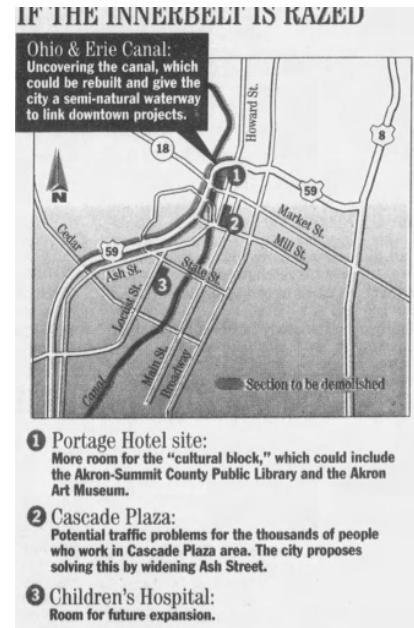 IF THE INNERBELT IS RAZED
Ohio & Erie Canal:
Uncovering the canal, which
could be rebuilt and give the
city a semi-natural waterway
to link downtown projects.
Howard St.
8
18
1
59
N
Market St.
2
Cedar
Mill St.
59
Ash St.
State St.
3
Locust St.
Main St.
Broadway
Canal
Section to be demolished
1 Portage Hotel site:
More room for the “cultural block,” which could include
the Akron-Summit County Public Library and the Akron
Art Museum.
2 Cascade Plaza:
Potential traffic problems for the thousands of people
who work in Cascade Plaza area. The city proposes
solving this by widening Ash Street.
3 Children's Hospital:
Room for future expansion.